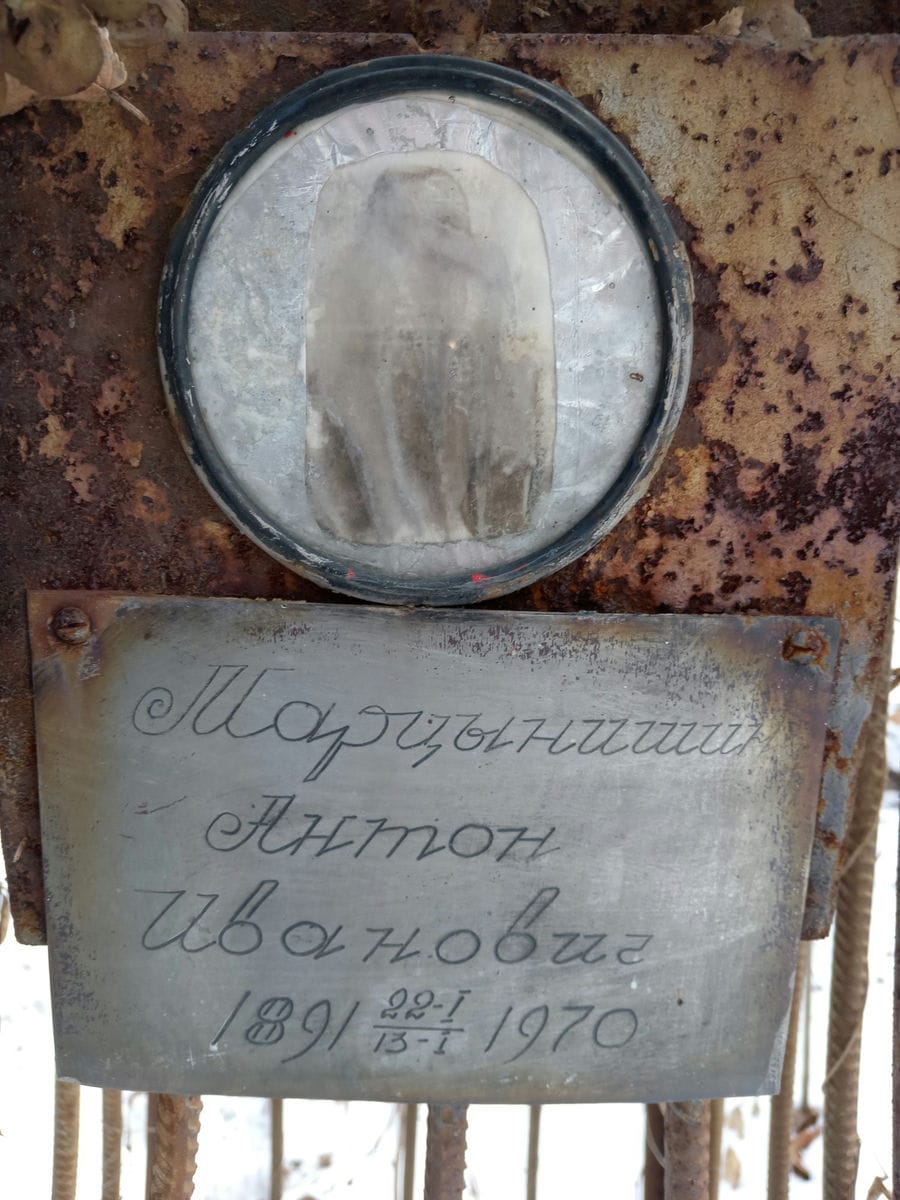 Марцынишин
Антон
Иванович
1891 22-I/13-I 1970